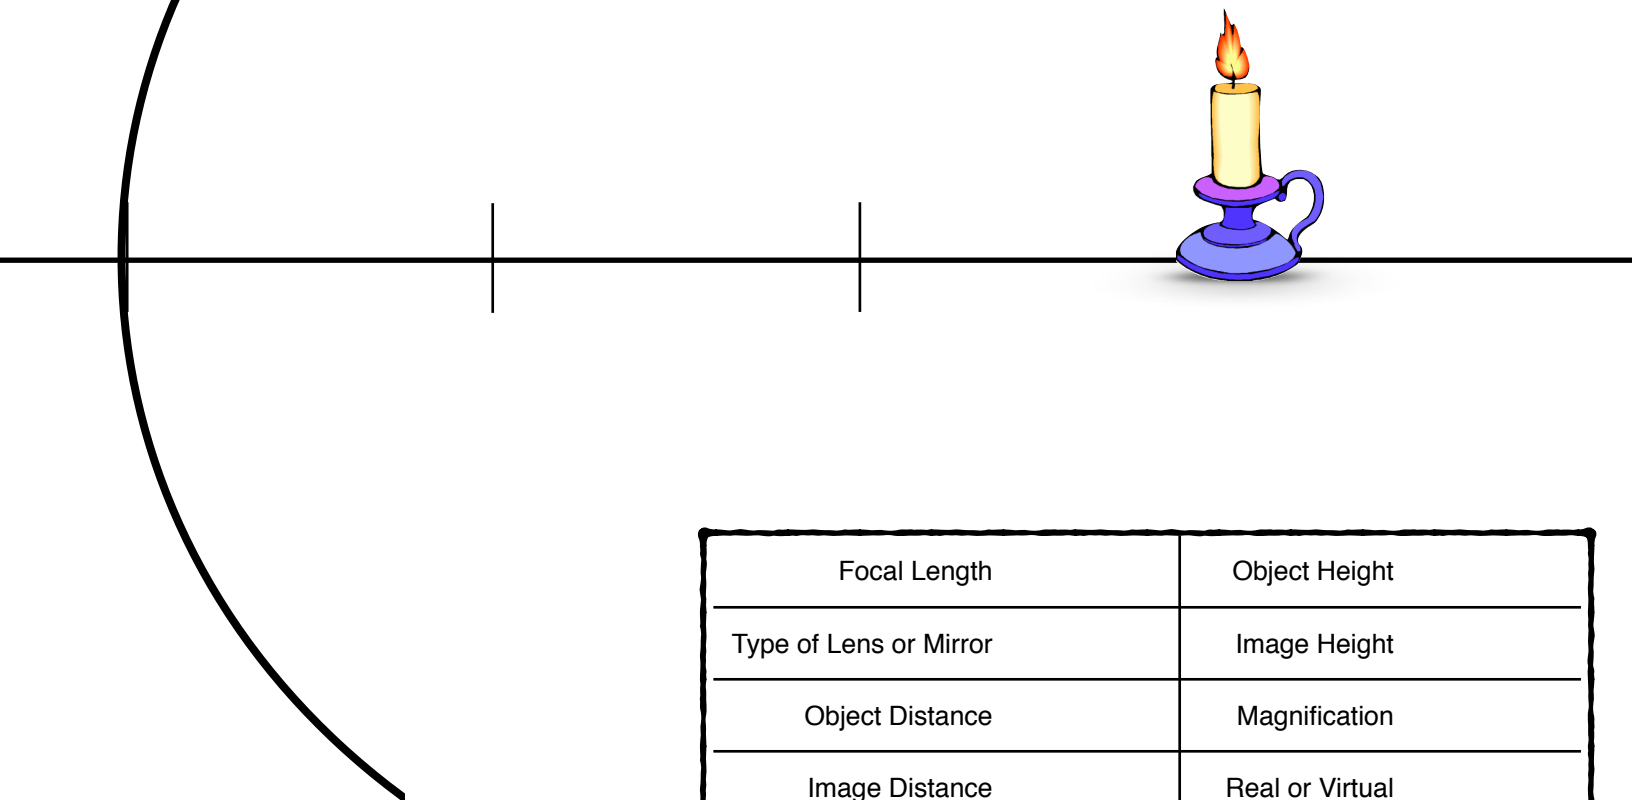 Focal Length Object Height
Type of Lens or Mirror Image Height
Object Distance Magnification
Image Distance Real or Virtual